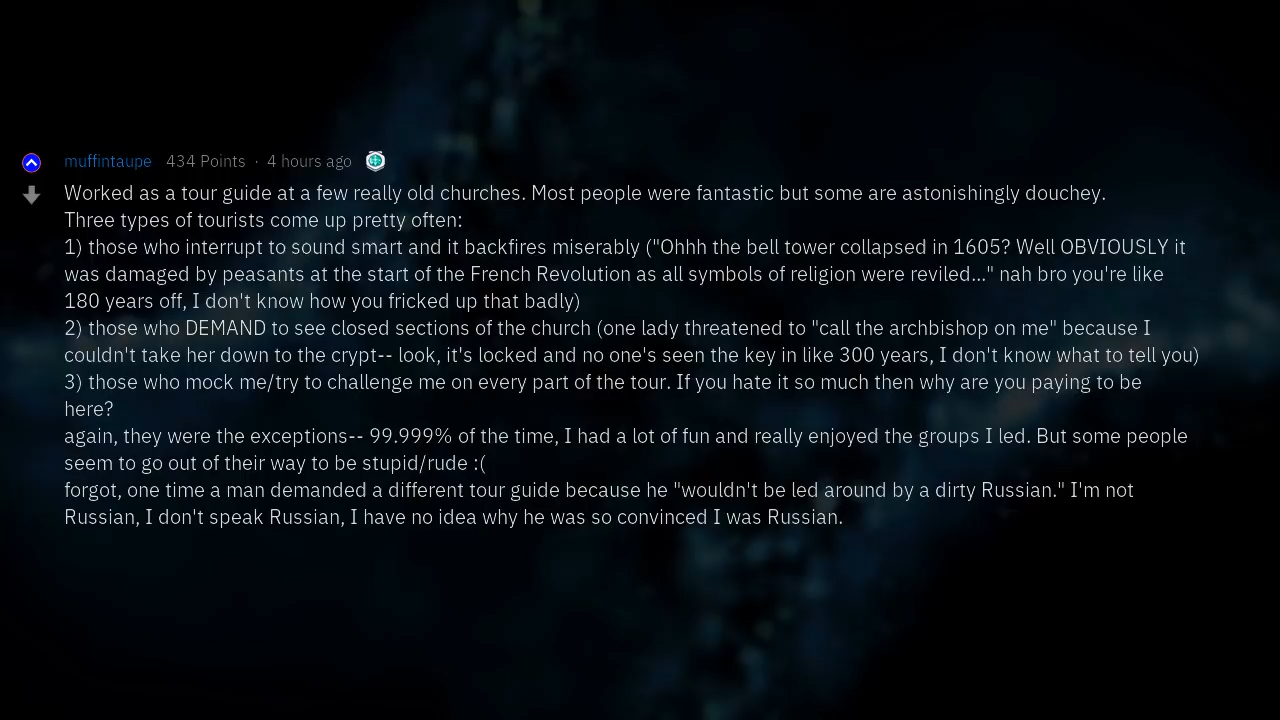 muffintaupe 434 Points · 4 hours ago
Worked as a tour guide at a few really old churches. Most people were fantastic but some are astonishingly douchey.
Three types of tourists come up pretty often:
1) those who interrupt to sound smart and it backfires miserably ("Ohhh the bell tower collapsed in 1605? Well OBVIOUSLY it
was damaged by peasants at the start of the French Revolution as all symbols of religion were reviled..." nah bro you're like
180 years off, I don't know how you fricked up that badly)
2) those who DEMAND to see closed sections of the church (one lady threatened to "call the archbishop on me" because I
couldn't take her down to the crypt-- look, it's locked and no one's seen the key in like 300 years, I don't know what to tell you)
3) those who mock me/try to challenge me on every part of the tour. If you hate it so much then why are you paying to be
here?
again, they were the exceptions-- 99.999% of the time, I had a lot of fun and really enjoyed the groups I led. But some people
seem to go out of their way to be stupid/rude :(
forgot, one time a man demanded a different tour guide because he "wouldn't be led around by a dirty Russian." I'm not
Russian, I don't speak Russian, I have no idea why he was so convinced I was Russian.